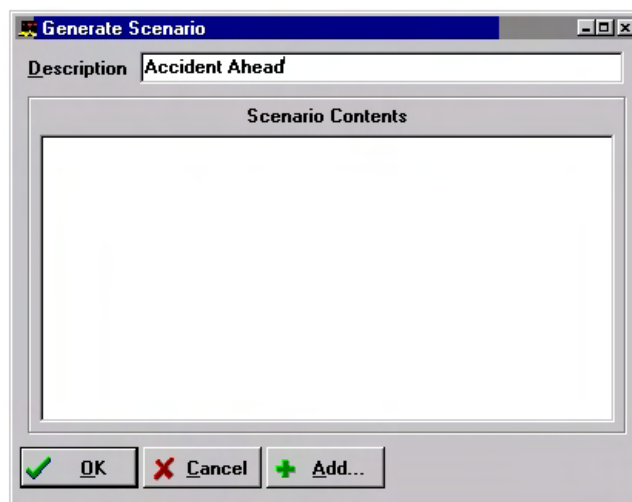 Generate Scenario
Description Accident Ahead
Scenario Contents
OK Cancel Add...